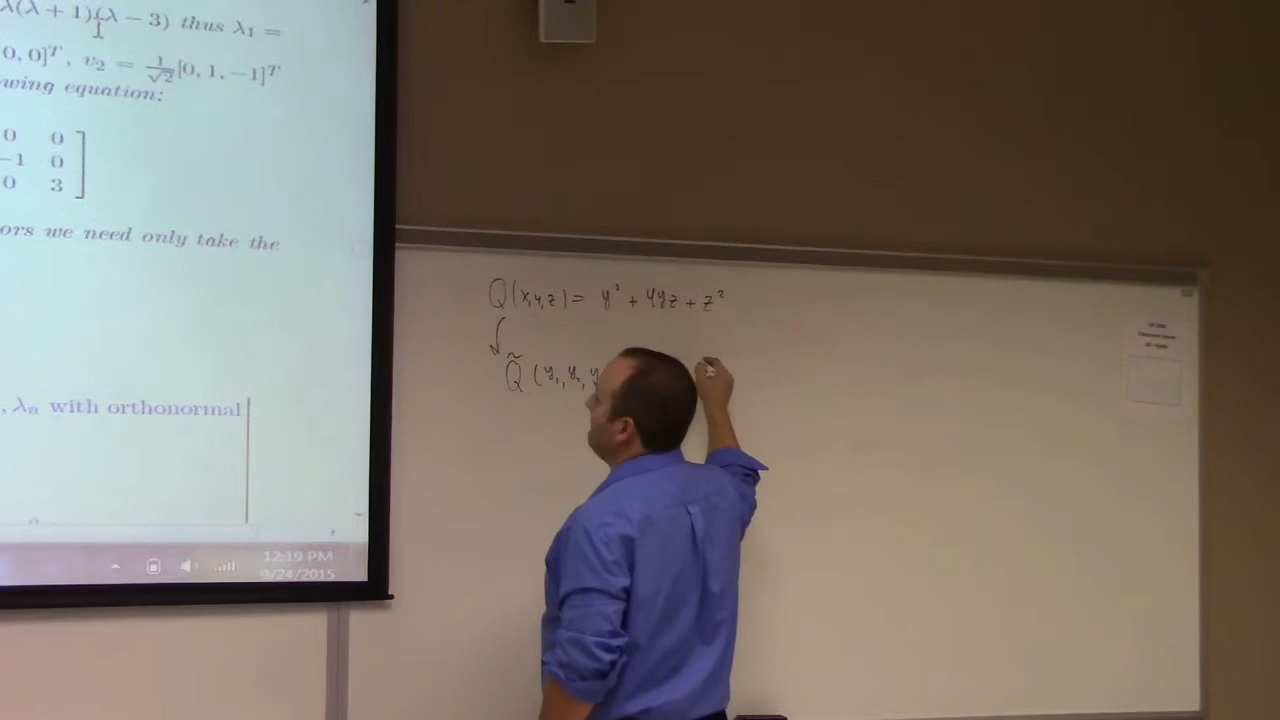 λ(λ + 1)(λ − 3) thus λ₁ =
0, 0]ᵀ, v₂ = 1/√2 [0, 1, −1]ᵀ
owing equation:
0 0
−1 0
0 3
ors we need only take the
, λₙ with orthonormal
12:19 PM
9/24/2015
Q(x,y,z) = y² + 4yz + z²
Q̃ (y₁, y₂, y